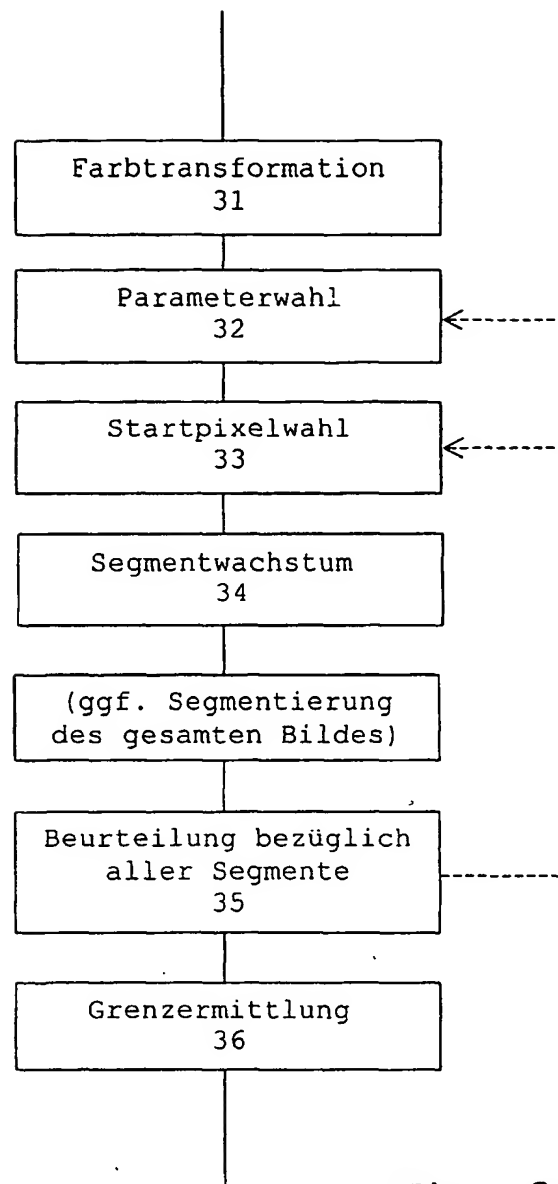 Farbtransformation
31
Parameterwahl
32
Startpixelwahl
33
Segmentwachstum
34
(ggf. Segmentierung
des gesamten Bildes)
Beurteilung bezüglich
aller Segmente
35
Grenzermittlung
36